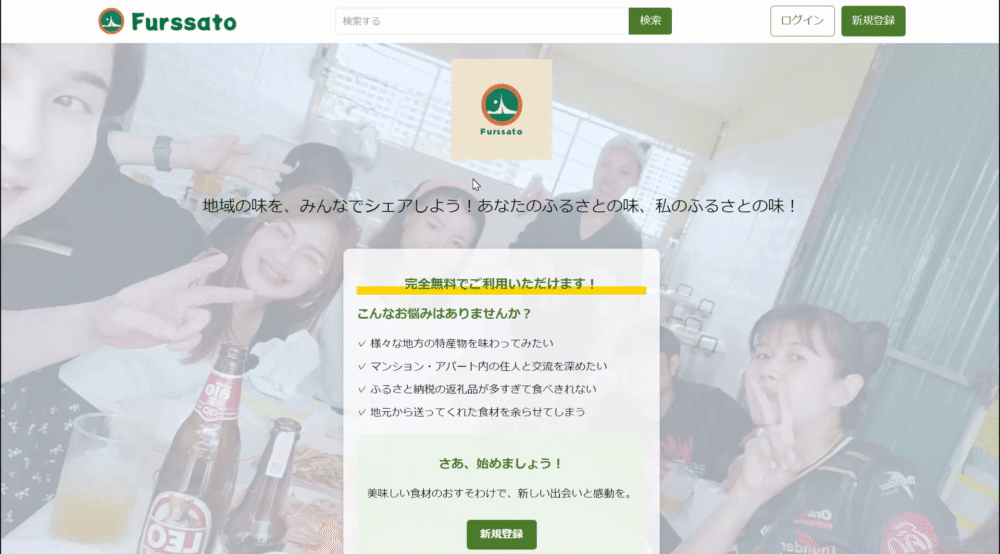 Furssato
検索する
検索
ログイン
新規登録
Furssato
地域の味を、みんなでシェアしよう！あなたのふるさとの味、私のふるさとの味！
完全無料でご利用いただけます！
こんなお悩みはありませんか？
✓ 様々な地方の特産物を味わってみたい
✓ マンション・アパート内の住人と交流を深めたい
✓ ふるさと納税の返礼品が多すぎて食べきれない
✓ 地元から送ってくれた食材を余らせてしまう
さあ、始めましょう！
美味しい食材のおすそわけで、新しい出会いと感動を。
新規登録
LEO